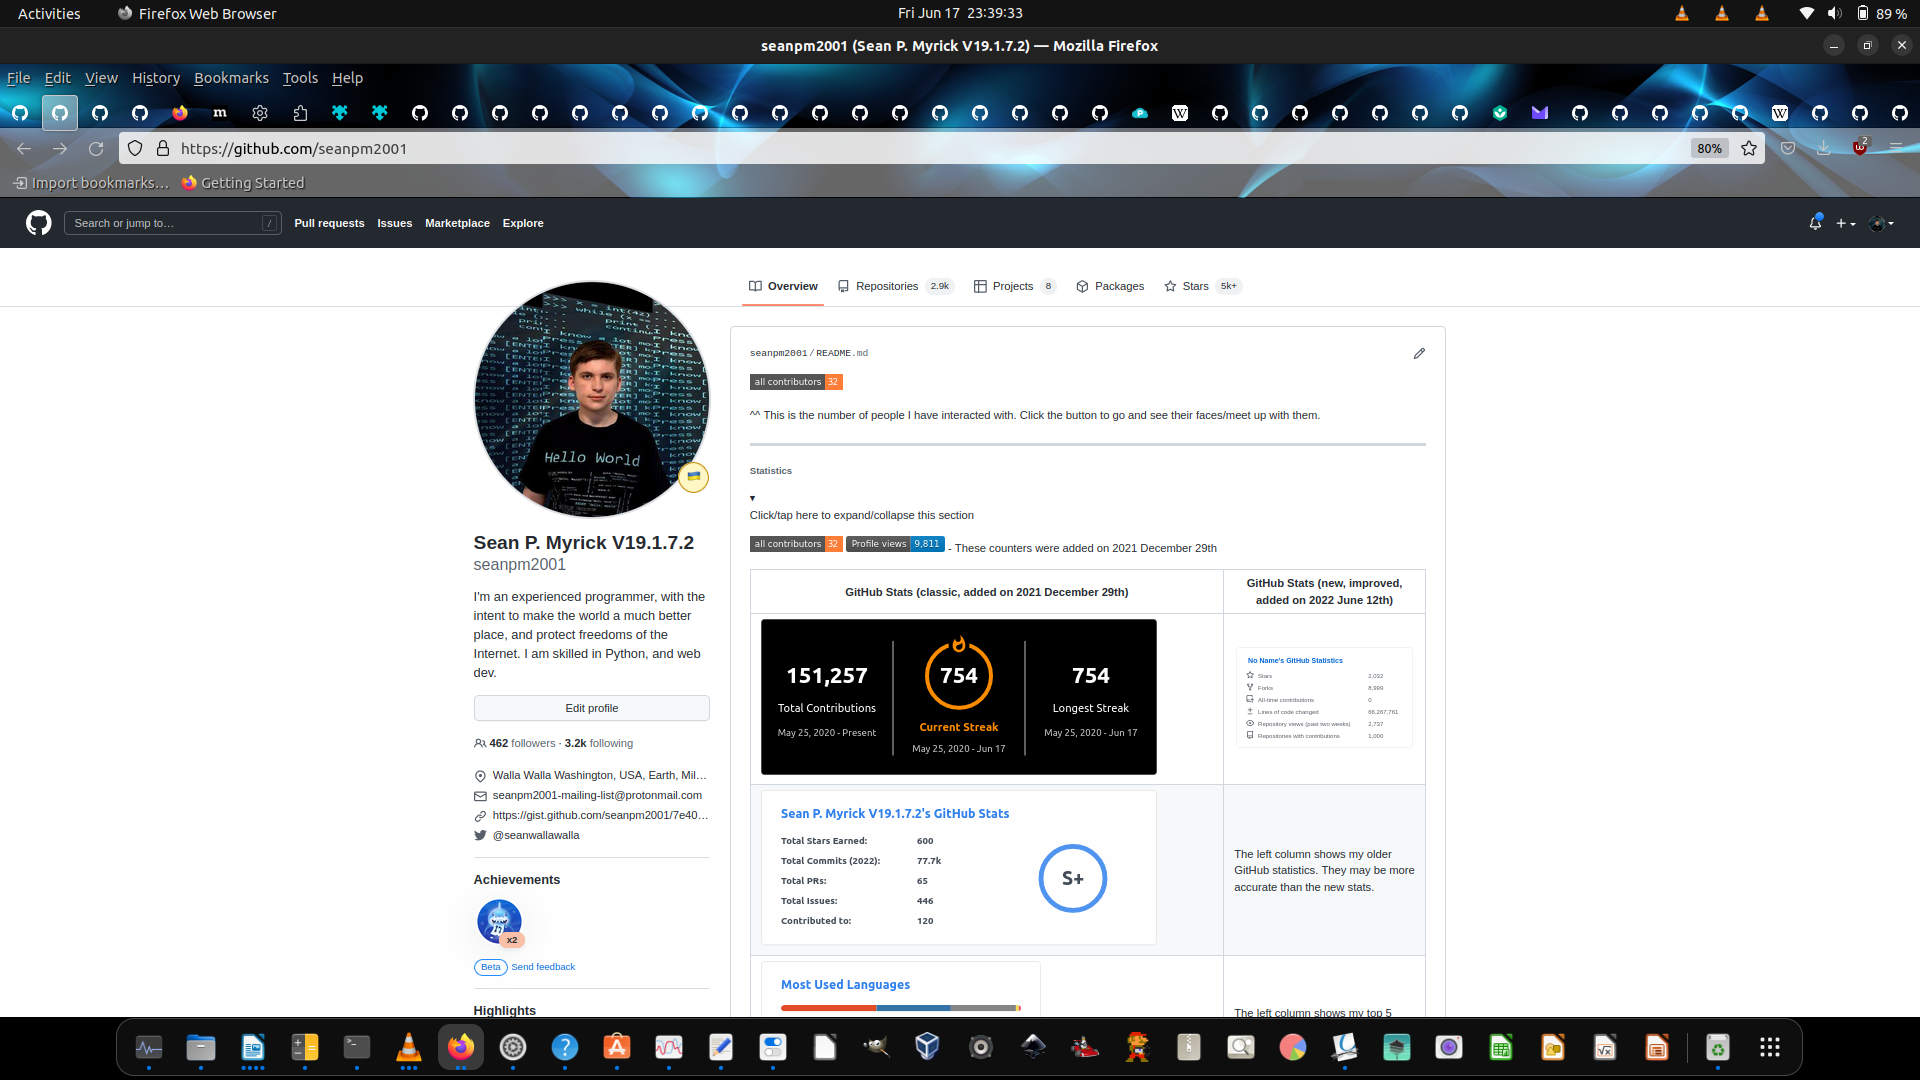 Activities
Firefox Web Browser
Fri Jun 17 23:39:33
89 %
seanpm2001 (Sean P. Myrick V19.1.7.2) — Mozilla Firefox
File Edit View History Bookmarks Tools Help
https://github.com/seanpm2001
80%
2
Import bookmarks…
Getting Started
Search or jump to…
/
Pull requests
Issues
Marketplace
Explore
Overview
Repositories 2.9k
Projects 8
Packages
Stars 5k+
Hello World
Sean P. Myrick V19.1.7.2
seanpm2001
I'm an experienced programmer, with the
intent to make the world a much better
place, and protect freedoms of the
Internet. I am skilled in Python, and web
dev.
Edit profile
462 followers · 3.2k following
Walla Walla Washington, USA, Earth, Mil…
seanpm2001-mailing-list@protonmail.com
https://gist.github.com/seanpm2001/7e40…
@seanwallawalla
Achievements
x2
Beta Send feedback
Highlights
seanpm2001/README.md
all contributors 32
^^ This is the number of people I have interacted with. Click the button to go and see their faces/meet up with them.
Statistics
Click/tap here to expand/collapse this section
all contributors 32 Profile views 9,811 - These counters were added on 2021 December 29th
GitHub Stats (classic, added on 2021 December 29th)
GitHub Stats (new, improved,
added on 2022 June 12th)
151,257
Total Contributions
May 25, 2020 - Present
754
Current Streak
May 25, 2020 - Jun 17
754
Longest Streak
May 25, 2020 - Jun 17
No Name's GitHub Statistics
Stars 2,032
Forks 8,999
All-time contributions 0
Lines of code changed 66,267,761
Repository views (past two weeks) 2,737
Repositories with contributions 1,000
Sean P. Myrick V19.1.7.2's GitHub Stats
Total Stars Earned: 600
Total Commits (2022): 77.7k
Total PRs: 65
Total Issues: 446
Contributed to: 120
S+
The left column shows my older
GitHub statistics. They may be more
accurate than the new stats.
Most Used Languages
The left column shows my top 5